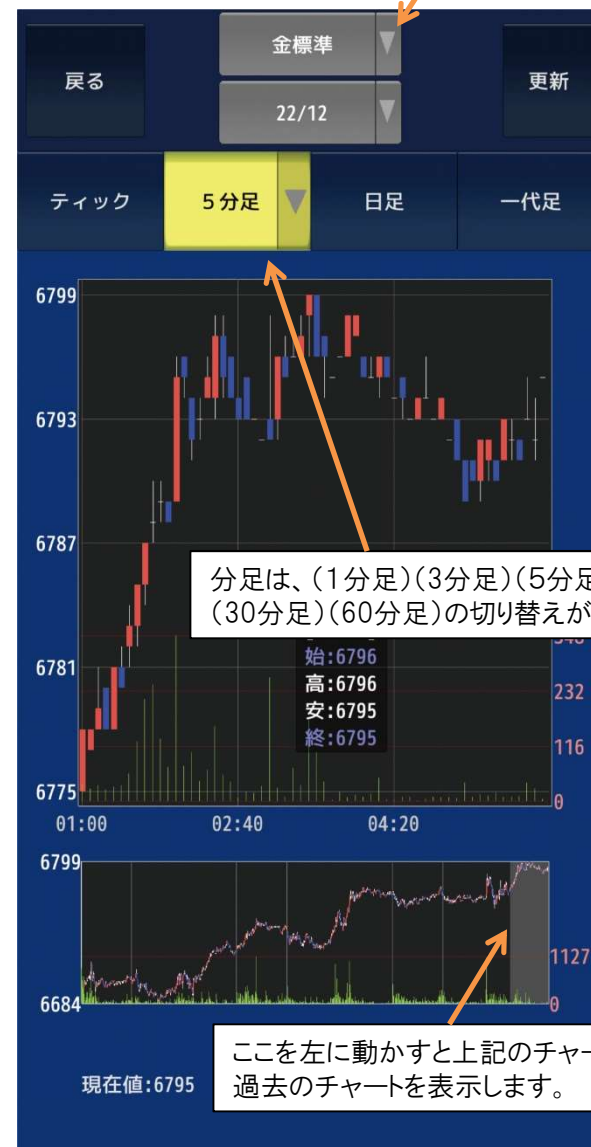 金標準
戻る
更新
22/12
ティック
5分足
日足
一代足
6799
6793
6787
分足は、(1分足)(3分足)(5分足
(30分足)(60分足)の切り替えが
始:6796
6781
高:6796
232
安:6795
116
終:6795
6775
0
01:00
02:40
04:20
6799
1127
6684
0
ここを左に動かすと上記のチャー
現在値:6795
過去のチャートを表示します。